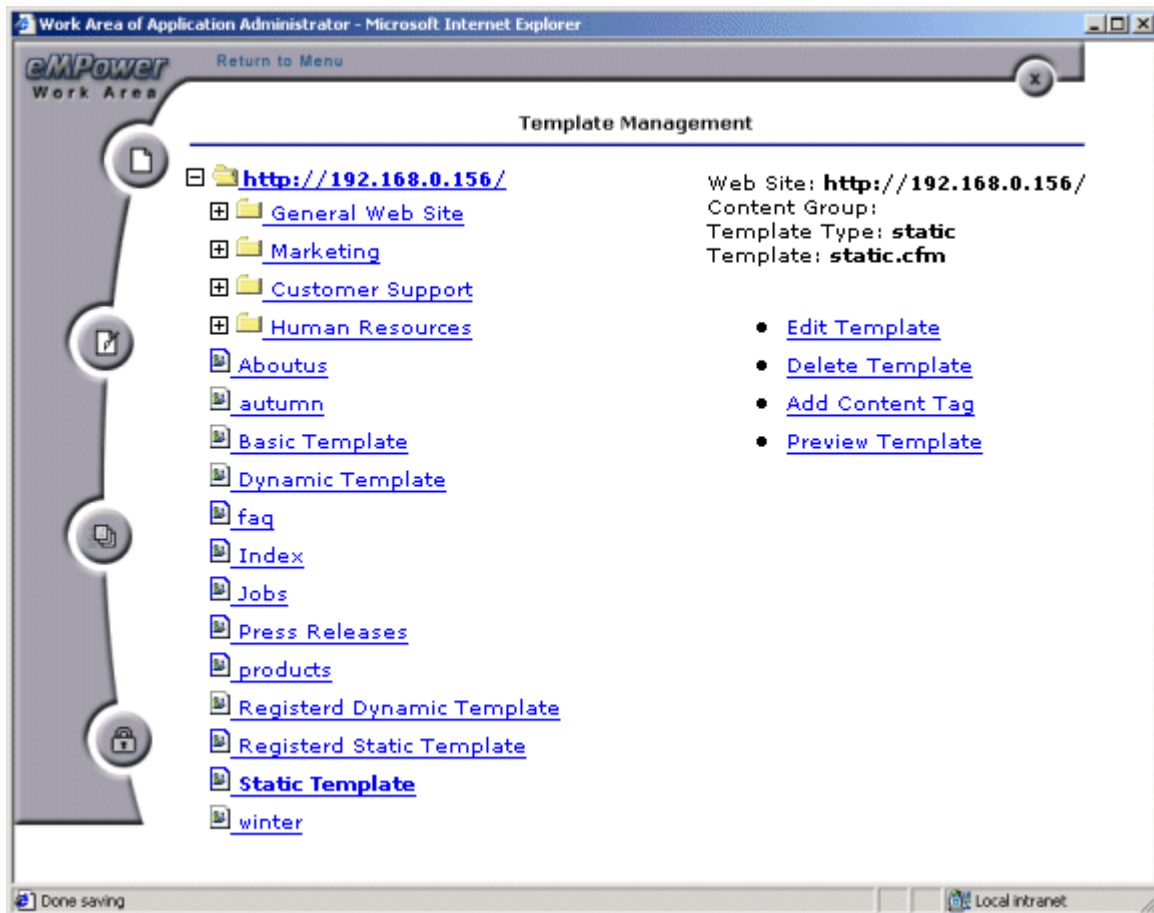 Work Area of Application Administrator - Microsoft Internet Explorer
eMPower
Work Area
Return to Menu
x
Template Management
http://192.168.0.156/
General Web Site
Marketing
Customer Support
Human Resources
Aboutus
autumn
Basic Template
Dynamic Template
faq
Index
Jobs
Press Releases
products
Registerd Dynamic Template
Registerd Static Template
Static Template
winter
Web Site: http://192.168.0.156/
Content Group:
Template Type: static
Template: static.cfm
Edit Template
Delete Template
Add Content Tag
Preview Template
Done saving
Local intranet